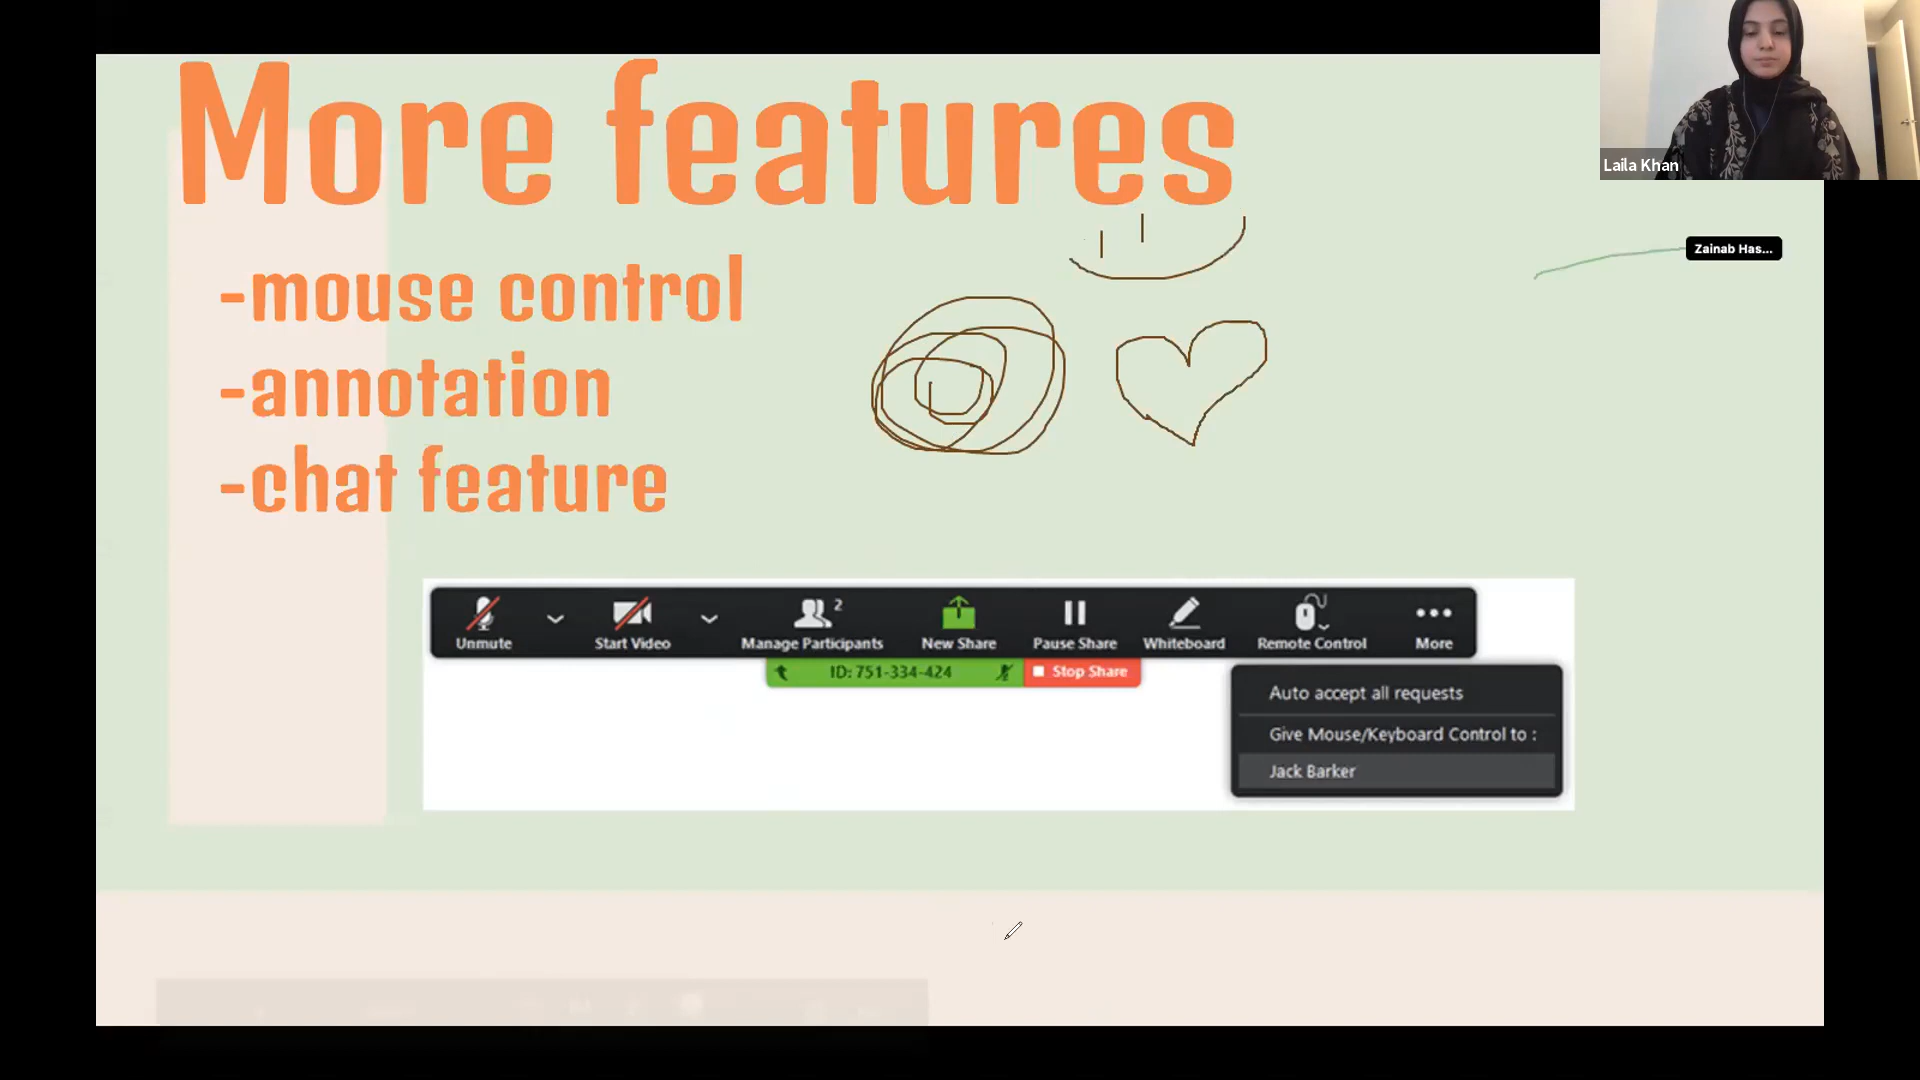 More features
Laila Khan
Zainab Has...
-mouse control
-annotation
-chat feature
2
Unmute Start Video Manage Participants New Share Pause Share Whiteboard Remote Control More
ID: 751-334-424 Stop Share
Auto accept all requests
Give Mouse/Keyboard Control to :
Jack Barker